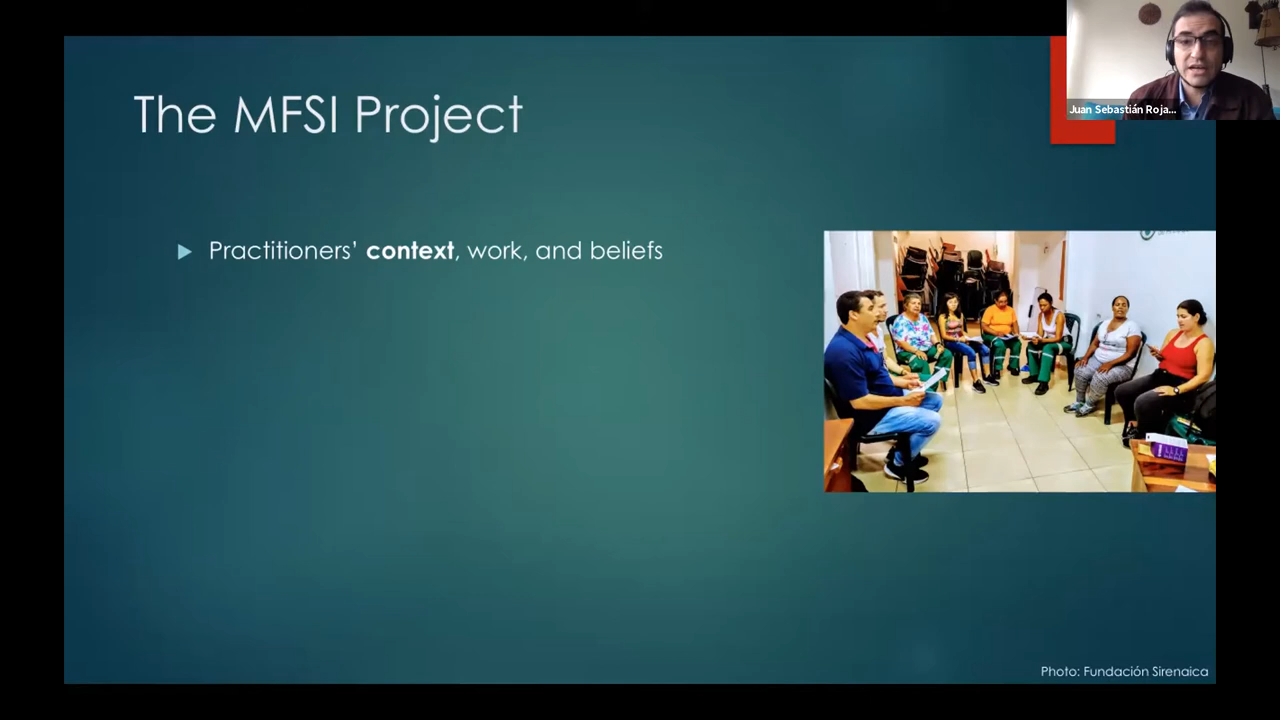 The MFSI Project
Juan Sebastián Roja...
Practitioners’ context, work, and beliefs
Photo: Fundación Sirenaica